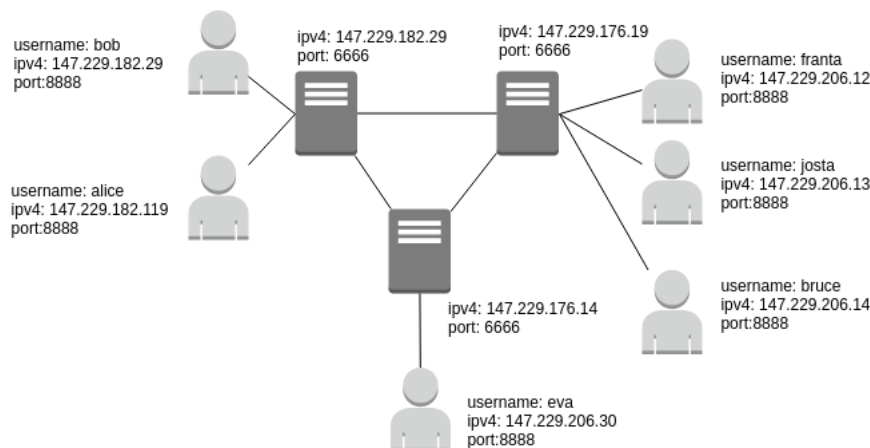 username: bob
ipv4: 147.229.182.29
port:8888
ipv4: 147.229.182.29
port: 6666
ipv4: 147.229.176.19
port: 6666
username: franta
ipv4: 147.229.206.12
port:8888
username: alice
ipv4: 147.229.182.119
port:8888
username: josta
ipv4: 147.229.206.13
port:8888
username: bruce
ipv4: 147.229.206.14
port:8888
ipv4: 147.229.176.14
port: 6666
username: eva
ipv4: 147.229.206.30
port:8888